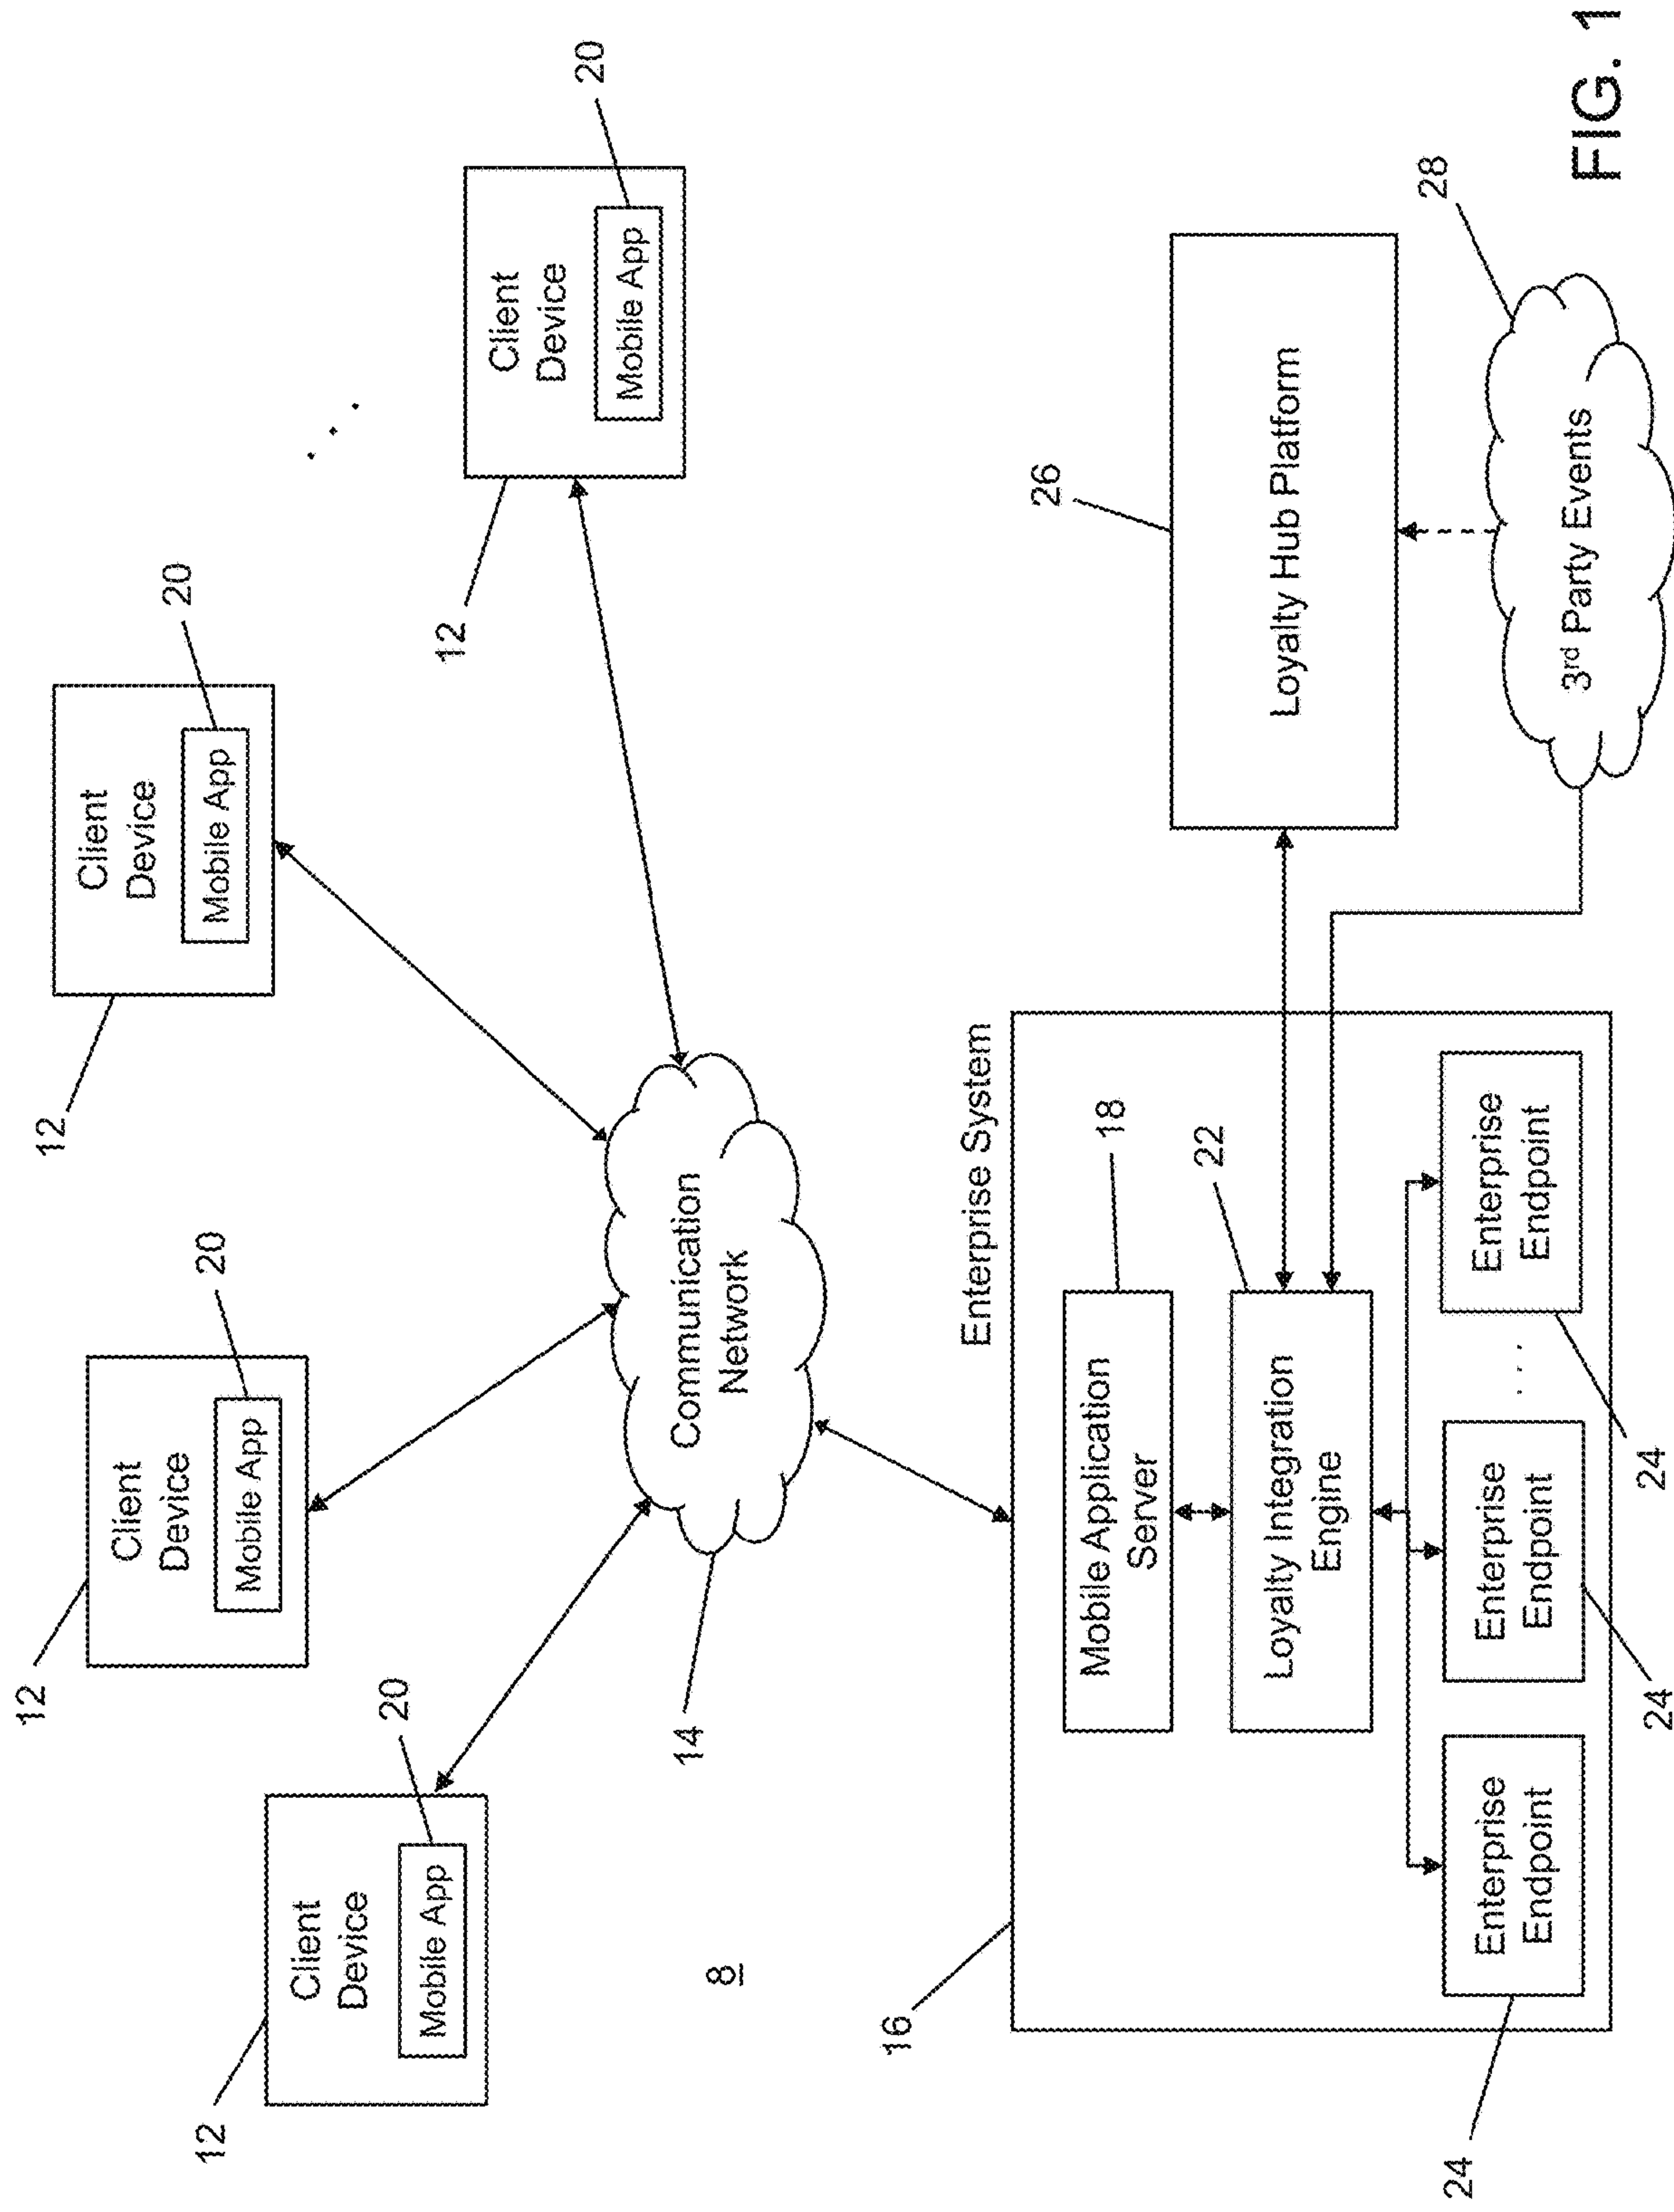 12
Client
Device
Mobile App
20
12
Client
Device
Mobile App
20
12
Client
Device
Mobile App
20
. . .
12
Client
Device
Mobile App
20
14
Communication
Network
8
16
Enterprise System
Mobile Application
Server
18
Loyalty Integration
Engine
22
24
Enterprise
Endpoint
24
Enterprise
Endpoint
. . .
24
Enterprise
Endpoint
26
Loyalty Hub Platform
28
3rd Party Events
FIG. 1